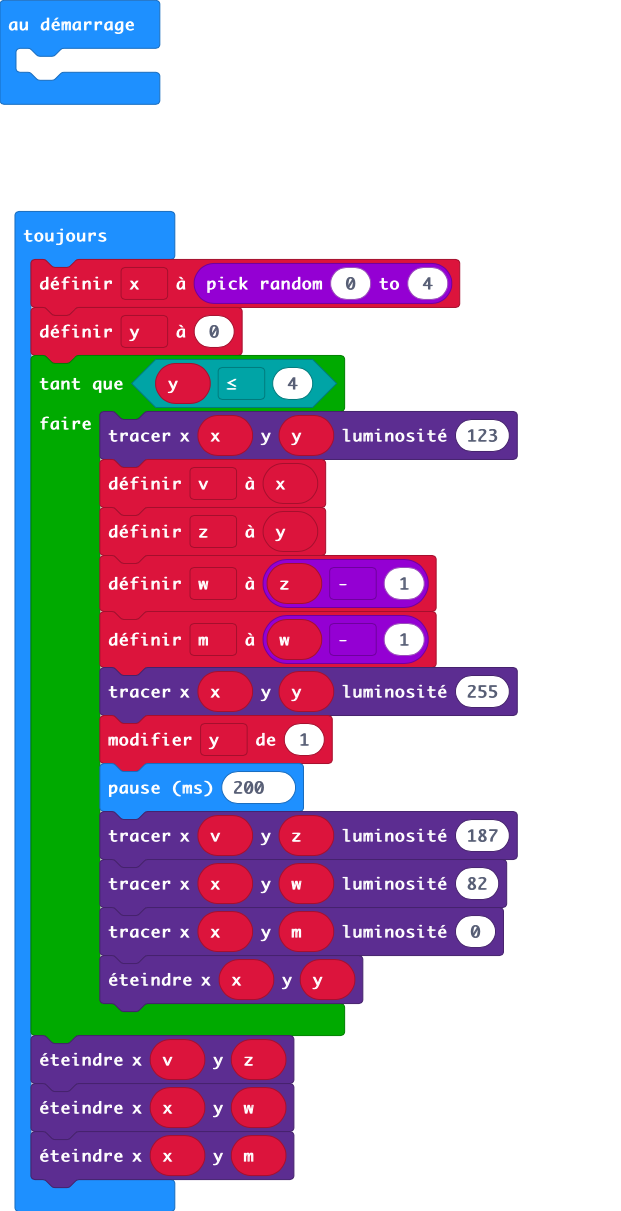 au démarrage
toujours
définir x à pick random 0 to 4
définir y à 0
tant que y ≤ 4
faire
tracer x x y y luminosité 123
définir v à x
définir z à y
définir w à z - 1
définir m à w - 1
tracer x x y y luminosité 255
modifier y de 1
pause (ms) 200
tracer x v y z luminosité 187
tracer x x y w luminosité 82
tracer x x y m luminosité 0
éteindre x x y y
éteindre x v y z
éteindre x x y w
éteindre x x y m